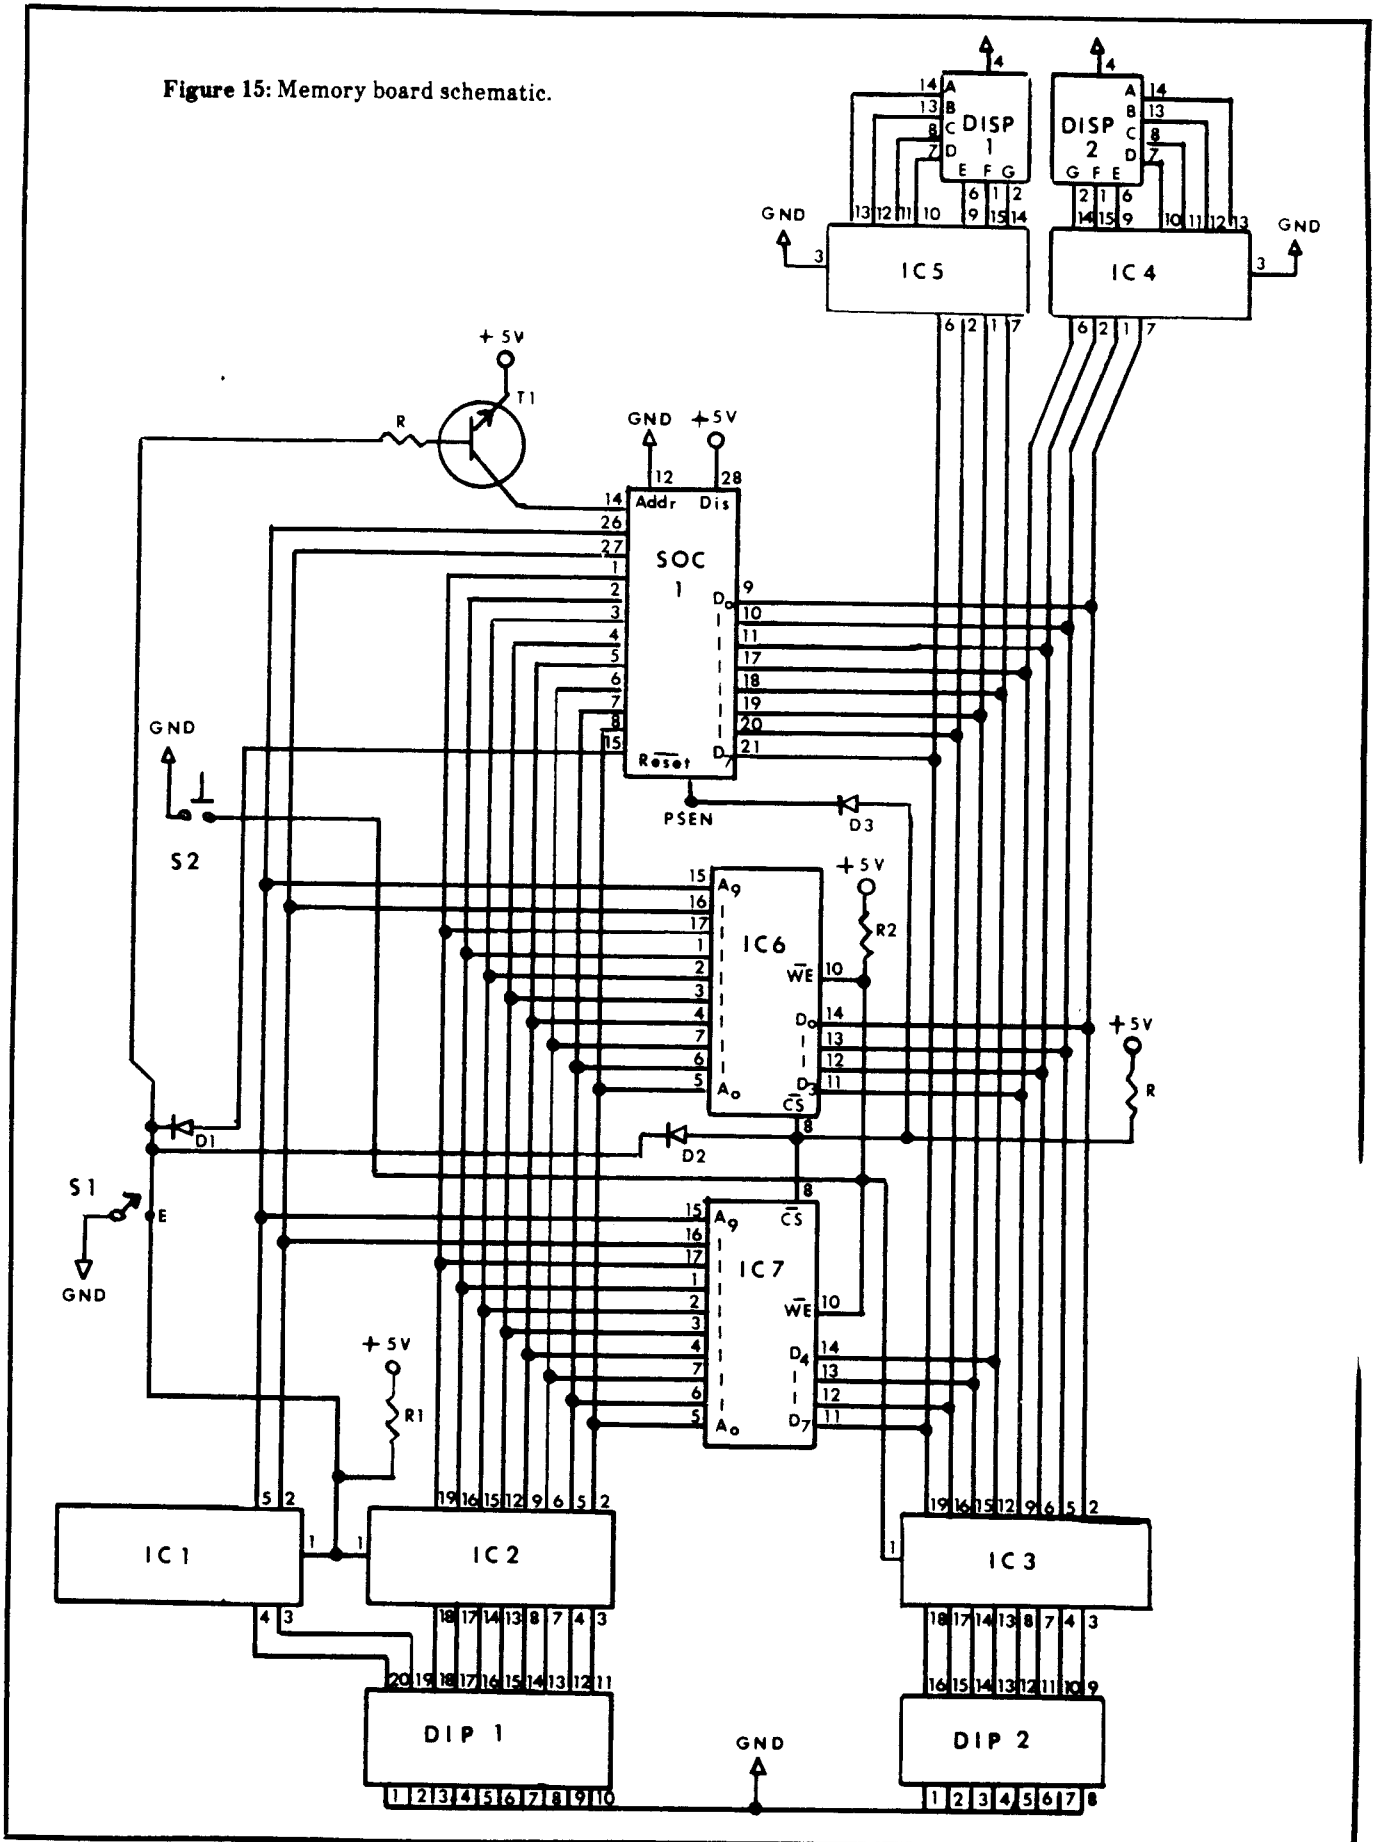 Figure 15: Memory board schematic.
4 4
14 A A 14
13 B B 13
8 C DISP DISP C 8
7 D 1 2 D 7
E F G G F E
6 1 2 2 1 6
13 12 11 10 9 15 14 14 15 9 10 11 12 13
GND GND
3 IC5 IC4 3
6 2 1 7 6 2 1 7
+5V
T1
R
GND +5V
12 28
14 Addr Dis
26
27 SOC
1 1
2 D0 9
3 10
4 11
5 17
6 18
7 19
8 20
15 D7 21
Reset
PSEN
D3
GND
S2
+5V
R2
15 A9
16
17
1 IC6
2 WE 10
3
4 D0 14
7 13
6 12
5 A0 D3 11
CS
8
+5V
R
D1
D2
S1
E
GND
8
15 A9 CS
16
17
1 IC7
2 WE 10
3
4 D4 14
7 13
6 12
5 A0 D7 11
+5V
R1
5 2 19 16 15 12 9 6 5 2 19 16 15 12 9 6 5 2
IC1 1 1 IC2 1 IC3
4 3 18 17 14 13 8 7 4 3 18 17 14 13 8 7 4 3
20 19 18 17 16 15 14 13 12 11 16 15 14 13 12 11 10 9
DIP 1 DIP 2
GND
1 2 3 4 5 6 7 8 9 10 1 2 3 4 5 6 7 8